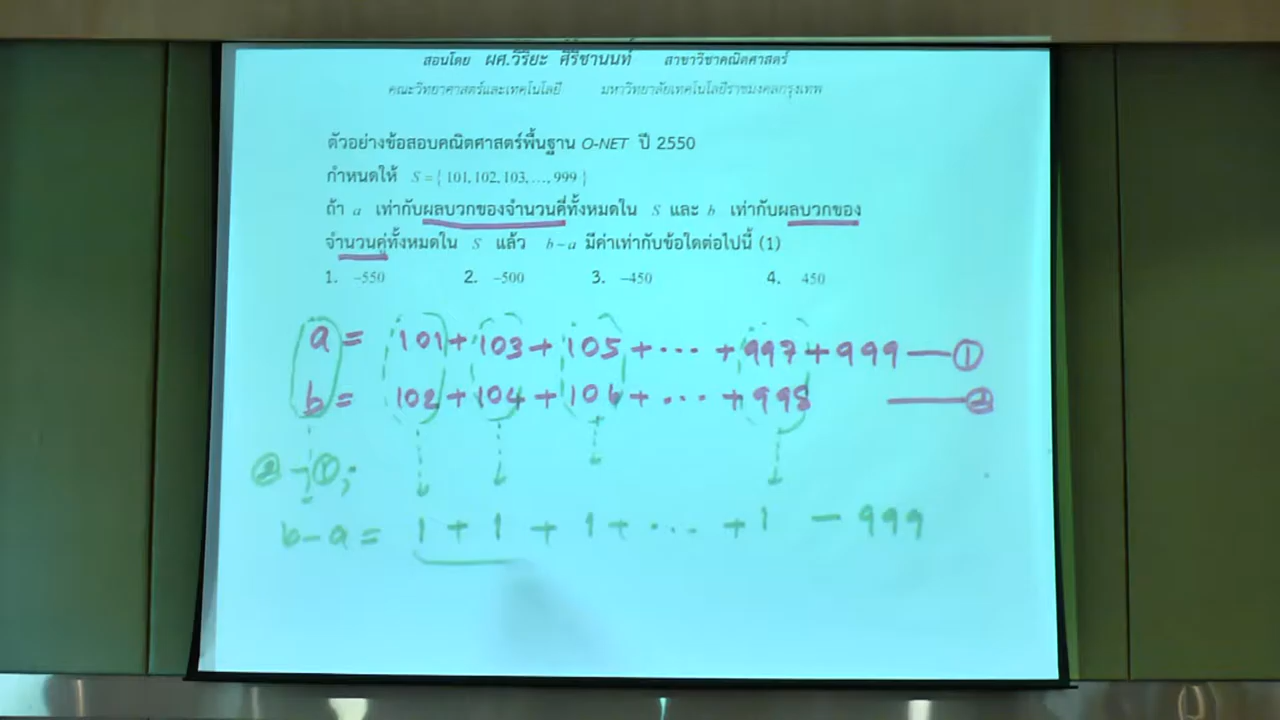 สอนโดย ผศ.วิริยะ ศิริชานนท์ สาขาวิชาคณิตศาสตร์
คณะวิทยาศาสตร์และเทคโนโลยี มหาวิทยาลัยเทคโนโลยีราชมงคลกรุงเทพ
ตัวอย่างข้อสอบคณิตศาสตร์พื้นฐาน O-NET ปี 2550
กำหนดให้ S = { 101, 102, 103, ..., 999 }
ถ้า a เท่ากับผลบวกของจำนวนคี่ทั้งหมดใน S และ b เท่ากับผลบวกของ
จำนวนคู่ทั้งหมดใน S แล้ว b – a มีค่าเท่ากับข้อใดต่อไปนี้ (1)
1. –550 2. –500 3. –450 4. 450
a = 101 + 103 + 105 + ... + 997 + 999 — ①
b = 102 + 104 + 106 + ... + 998 — ②
② – ①;
b – a = 1 + 1 + 1 + ... + 1 – 999